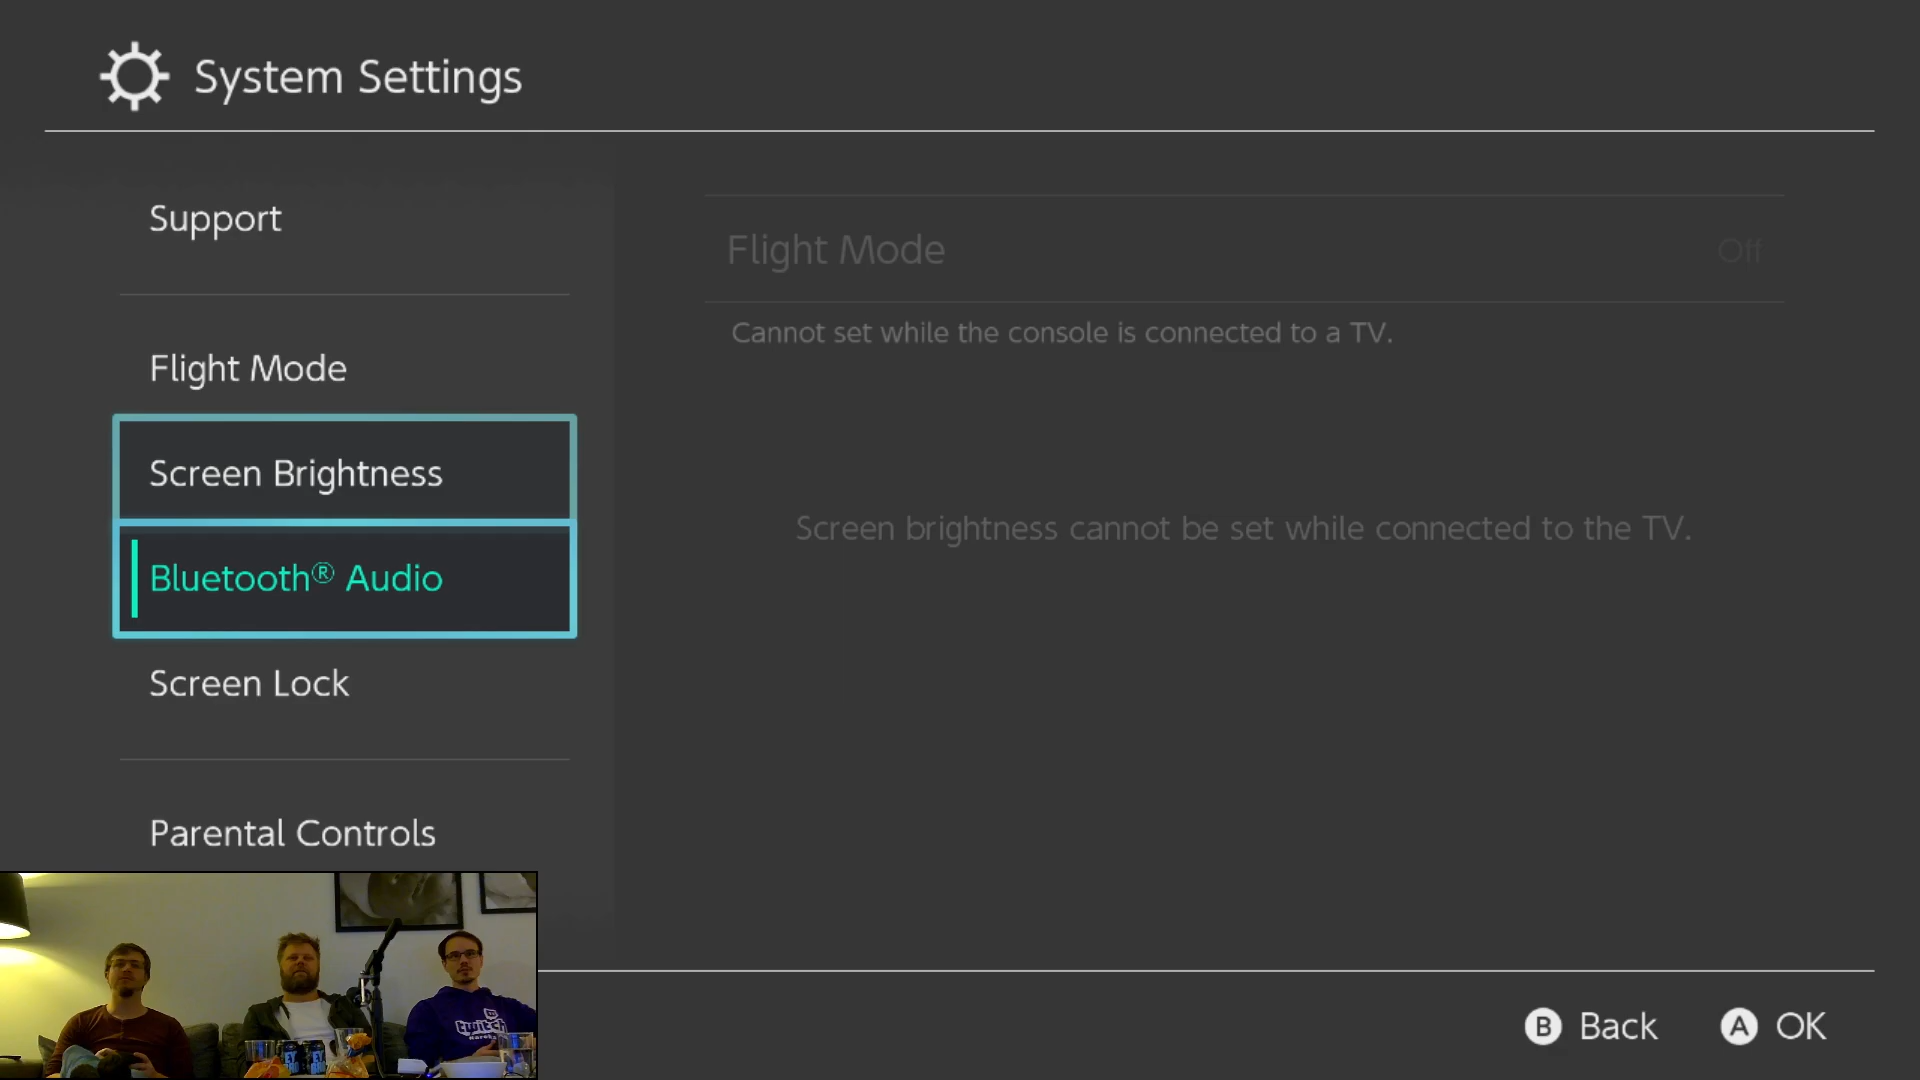 System Settings
Support
Flight Mode
Screen Brightness
Bluetooth® Audio
Screen Lock
Parental Controls
Flight Mode Off
Cannot set while the console is connected to a TV.
Screen brightness cannot be set while connected to the TV.
twitch
B Back A OK